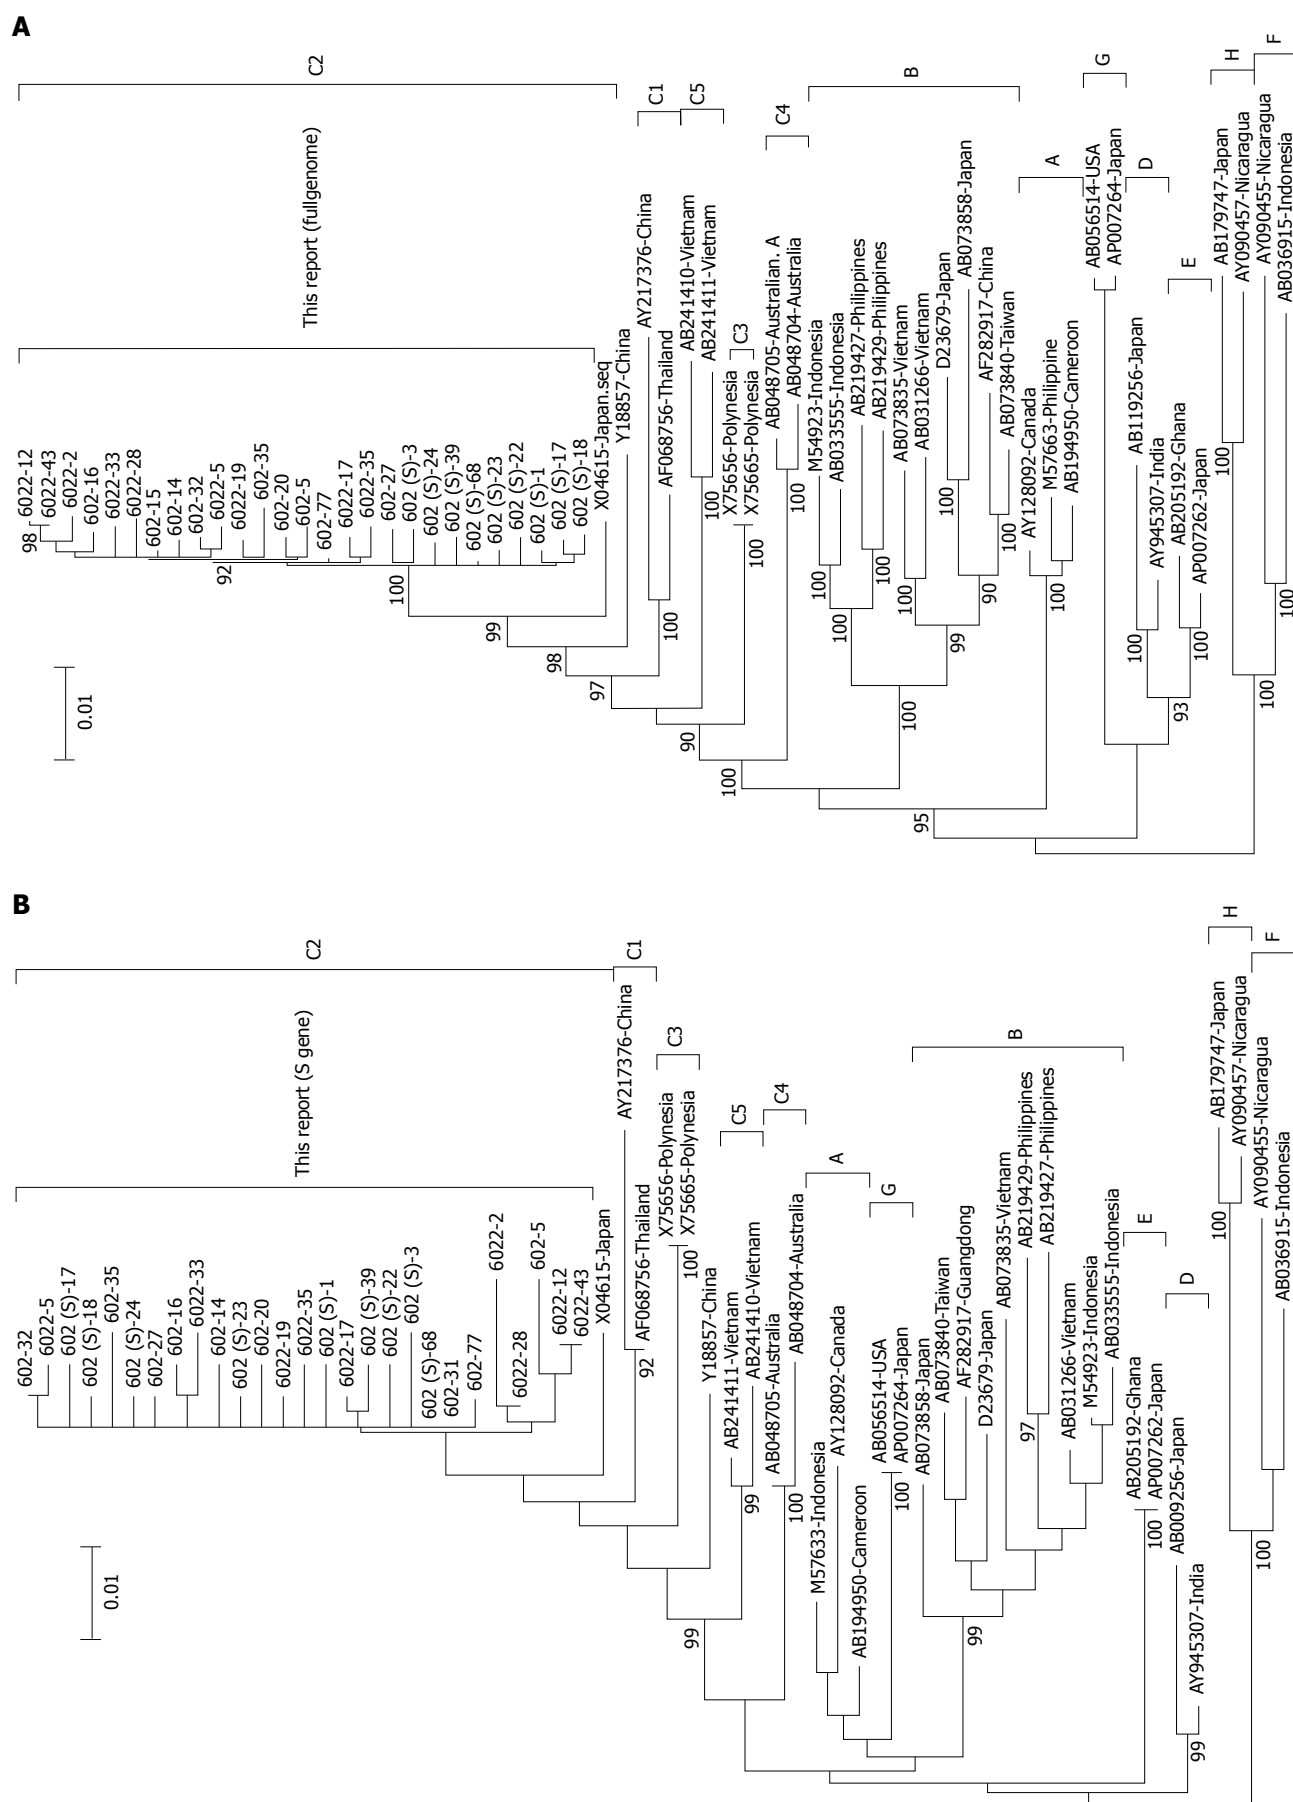 A
C2
C1
C5
C4
B
A
G
D
E
H
F
C3
This report (fullgenome)
6022-12
6022-43
6022-2
602-16
6022-33
6022-28
602-15
602-14
602-32
6022-5
6022-19
602-35
602-20
602-5
602-77
6022-17
6022-35
602-27
602 (S)-3
602 (S)-24
602 (S)-39
602 (S)-68
602 (S)-23
602 (S)-22
602 (S)-1
602 (S)-17
602 (S)-18
X04615-Japan.seq
Y18857-China
AY217376-China
AF068756-Thailand
AB241410-Vietnam
AB241411-Vietnam
X75656-Polynesia
X75665-Polynesia
AB048705-Australian. A
AB048704-Australia
M54923-Indonesia
AB033555-Indonesia
AB219427-Philippines
AB219429-Philippines
AB073835-Vietnam
AB031266-Vietnam
D23679-Japan
AB073858-Japan
AF282917-China
AB073840-Taiwan
AY128092-Canada
M57663-Philippine
AB194950-Cameroon
AB056514-USA
AP007264-Japan
AB119256-Japan
AY945307-India
AB205192-Ghana
AP007262-Japan
AB179747-Japan
AY090457-Nicaragua
AY090455-Nicaragua
AB036915-Indonesia
98
92
100
99
98
97
100
100
90
100
100
100
100
100
100
100
100
99
100
100
90
100
95
100
100
93
100
100
100
0.01
B
C2
C1
C3
C5
C4
A
G
B
E
D
H
F
This report (S gene)
602-32
6022-5
602 (S)-17
602 (S)-18
602-35
602 (S)-24
602-27
602-16
6022-33
602-14
602 (S)-23
602-20
6022-19
6022-35
602 (S)-1
6022-17
602 (S)-39
602 (S)-22
602 (S)-3
602 (S)-68
602-31
602-77
6022-2
6022-28
602-5
6022-12
6022-43
X04615-Japan
AY217376-China
AF068756-Thailand
X75656-Polynesia
X75665-Polynesia
Y18857-China
AB241411-Vietnam
AB241410-Vietnam
AB048705-Australia
AB048704-Australia
M57633-Indonesia
AY128092-Canada
AB194950-Cameroon
AB056514-USA
AP007264-Japan
AB073858-Japan
AB073840-Taiwan
AF282917-Guangdong
D23679-Japan
AB073835-Vietnam
AB219429-Philippines
AB219427-Philippines
AB031266-Vietnam
M54923-Indonesia
AB033555-Indonesia
AB205192-Ghana
AP007262-Japan
AB009256-Japan
AY945307-India
AB179747-Japan
AY090457-Nicaragua
AY090455-Nicaragua
AB036915-Indonesia
92
100
99
99
100
100
99
97
100
99
100
100
0.01